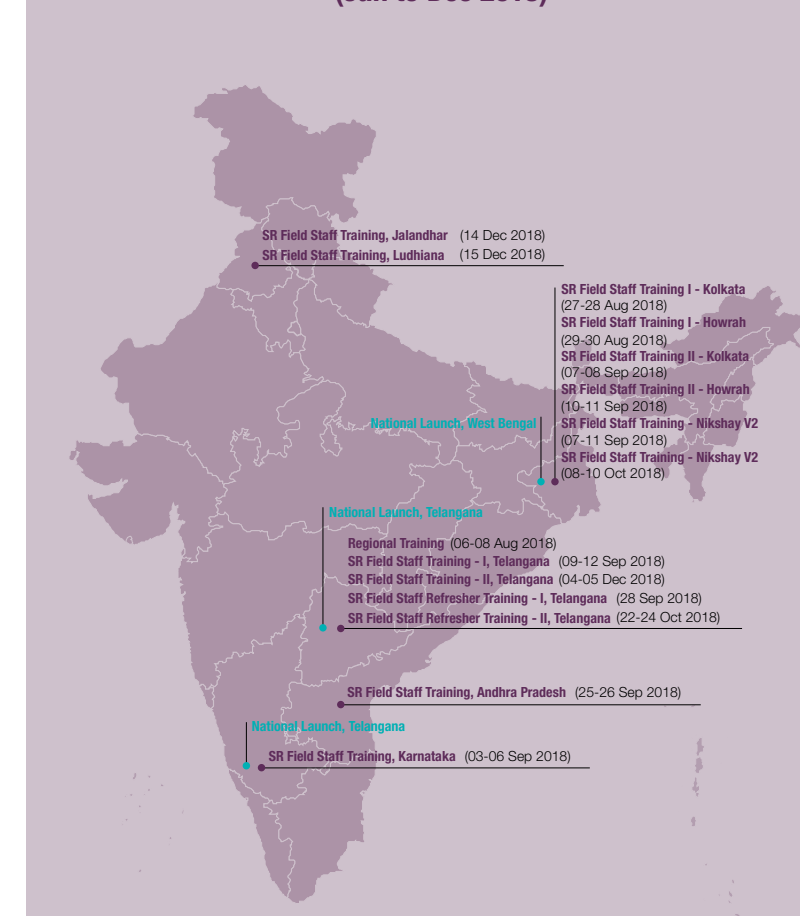 (Jan to Dec 2018)
SR Field Staff Training, Jalandhar (14 Dec 2018)
SR Field Staff Training, Ludhiana (15 Dec 2018)
SR Field Staff Training I - Kolkata
(27-28 Aug 2018)
SR Field Staff Training I - Howrah
(29-30 Aug 2018)
SR Field Staff Training II - Kolkata
(07-08 Sep 2018)
SR Field Staff Training II - Howrah
(10-11 Sep 2018)
National Launch, West Bengal
SR Field Staff Training - Nikshay V2
(07-11 Sep 2018)
SR Field Staff Training - Nikshay V2
(08-10 Oct 2018)
National Launch, Telangana
Regional Training (06-08 Aug 2018)
SR Field Staff Training - I, Telangana (09-12 Sep 2018)
SR Field Staff Training - II, Telangana (04-05 Dec 2018)
SR Field Staff Refresher Training - I, Telangana (28 Sep 2018)
SR Field Staff Refresher Training - II, Telangana (22-24 Oct 2018)
SR Field Staff Training, Andhra Pradesh (25-26 Sep 2018)
National Launch, Telangana
SR Field Staff Training, Karnataka (03-06 Sep 2018)